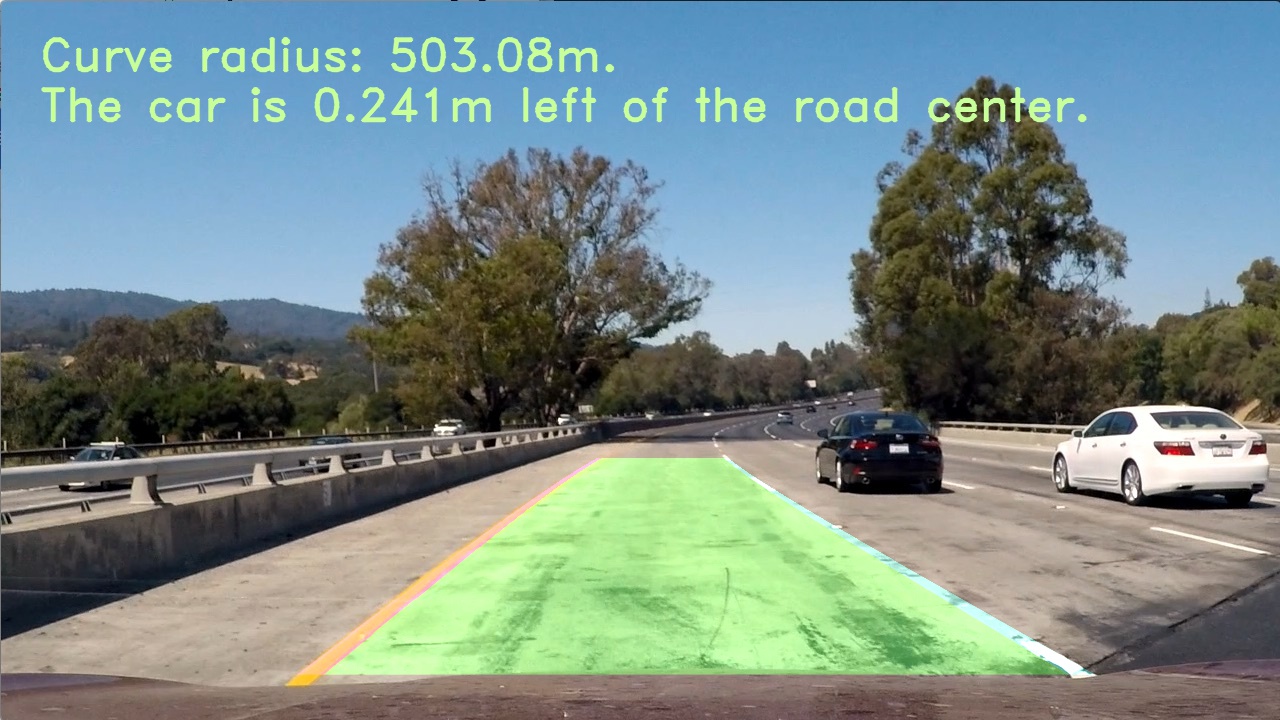 Curve radius: 503.08m.
The car is 0.241m left of the road center.